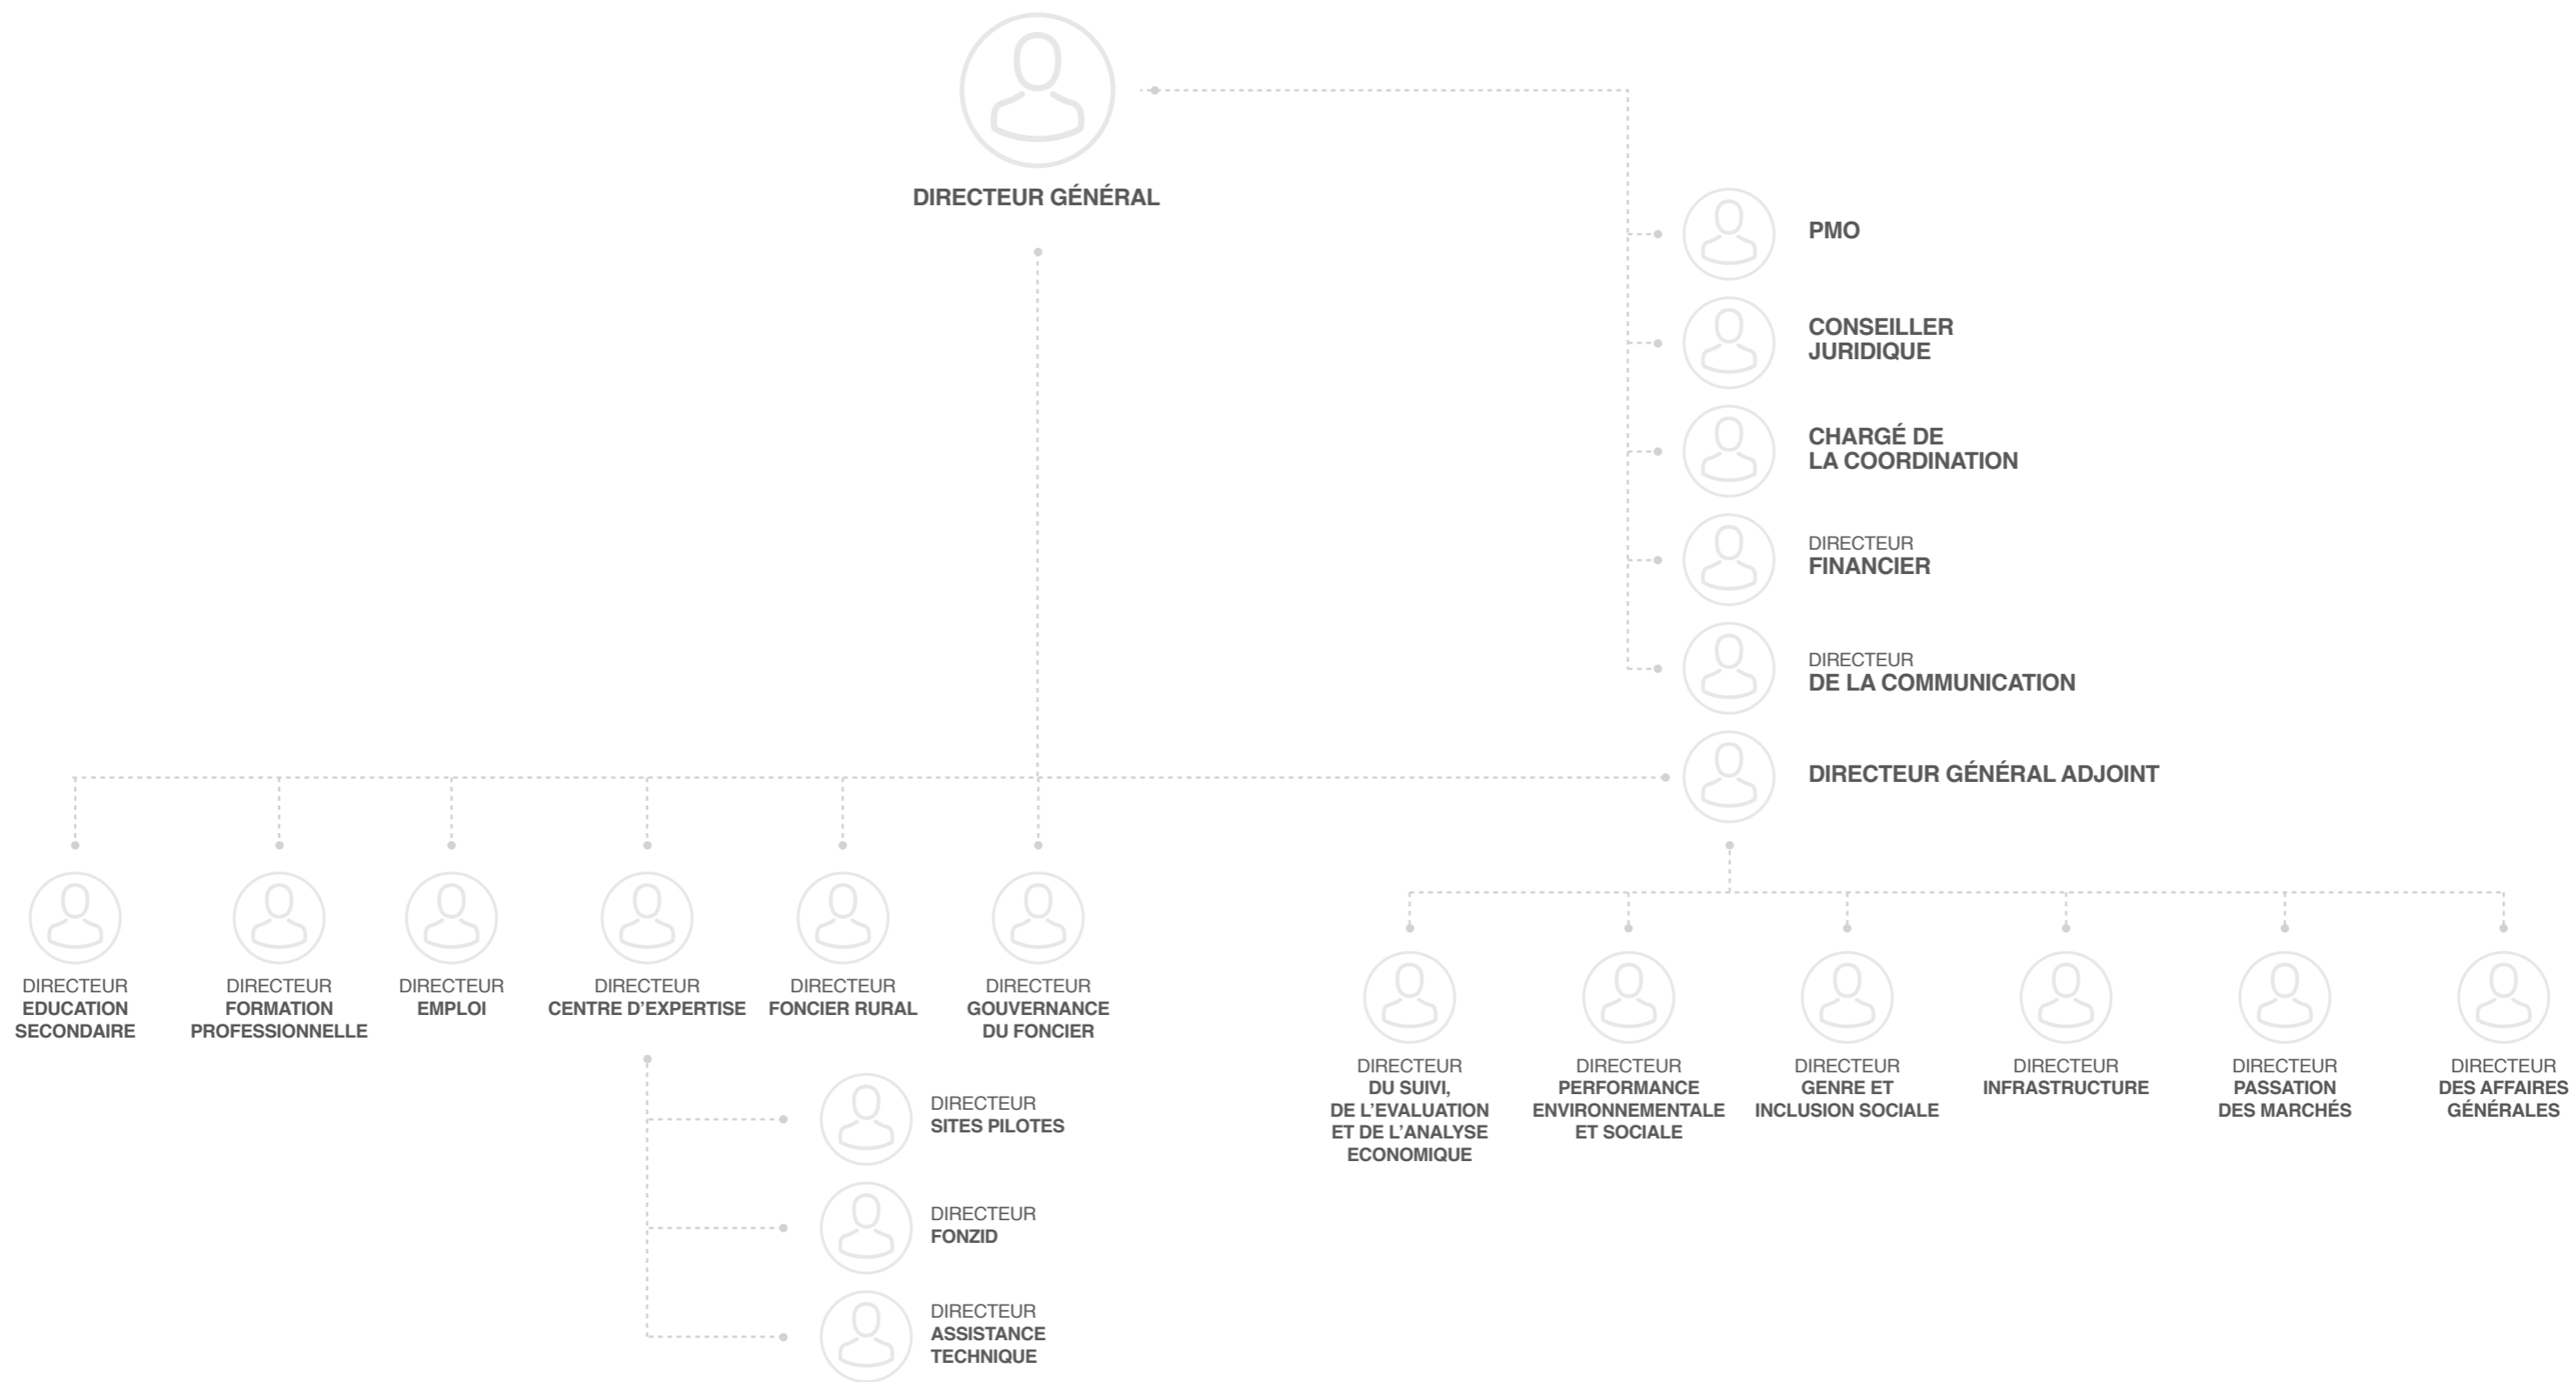 DIRECTEUR GÉNÉRAL
PMO
CONSEILLER
JURIDIQUE
CHARGÉ DE
LA COORDINATION
DIRECTEUR
FINANCIER
DIRECTEUR
DE LA COMMUNICATION
DIRECTEUR GÉNÉRAL ADJOINT
DIRECTEUR
EDUCATION
SECONDAIRE
DIRECTEUR
FORMATION
PROFESSIONNELLE
DIRECTEUR
EMPLOI
DIRECTEUR
CENTRE D’EXPERTISE
DIRECTEUR
FONCIER RURAL
DIRECTEUR
GOUVERNANCE
DU FONCIER
DIRECTEUR
SITES PILOTES
DIRECTEUR
FONZID
DIRECTEUR
ASSISTANCE
TECHNIQUE
DIRECTEUR
DU SUIVI,
DE L’EVALUATION
ET DE L’ANALYSE
ECONOMIQUE
DIRECTEUR
PERFORMANCE
ENVIRONNEMENTALE
ET SOCIALE
DIRECTEUR
GENRE ET
INCLUSION SOCIALE
DIRECTEUR
INFRASTRUCTURE
DIRECTEUR
PASSATION
DES MARCHÉS
DIRECTEUR
DES AFFAIRES
GÉNÉRALES